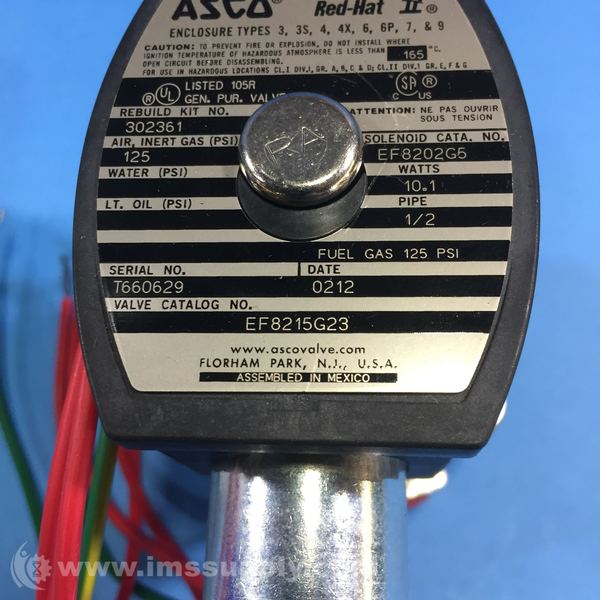 ASCO Red-Hat II®
ENCLOSURE TYPES 3, 3S, 4, 4X, 6, 6P, 7, & 9
CAUTION: TO PREVENT FIRE OR EXPLOSION, DO NOT INSTALL WHERE
IGNITION TEMPERATURE OF HAZARDOUS ATMOSPHERE IS LESS THAN 165 °C.
OPEN CIRCUIT BEFORE DISASSEMBLY.
FOR USE IN HAZARDOUS LOCATIONS CL.I DIV.I, GR. A, B, C & D; CL.II DIV.I GR. E, F & G
® UL LISTED 105R SA ®
GEN. PUR. VALVE C US
REBUILD KIT NO. ATTENTION: NE PAS OUVRIR
302361 SOUS TENSION
AIR, INERT GAS (PSI) SOLENOID CATA. NO.
125 EF8202G5
WATER (PSI) WATTS
10.1
LT. OIL (PSI) PIPE
1/2
FUEL GAS 125 PSI
SERIAL NO. DATE
T660629 0212
VALVE CATALOG NO.
EF8215G23
www.ascovalve.com
FLORHAM PARK, N.J., U.S.A.
ASSEMBLED IN MEXICO
RA
www.imssupply.com